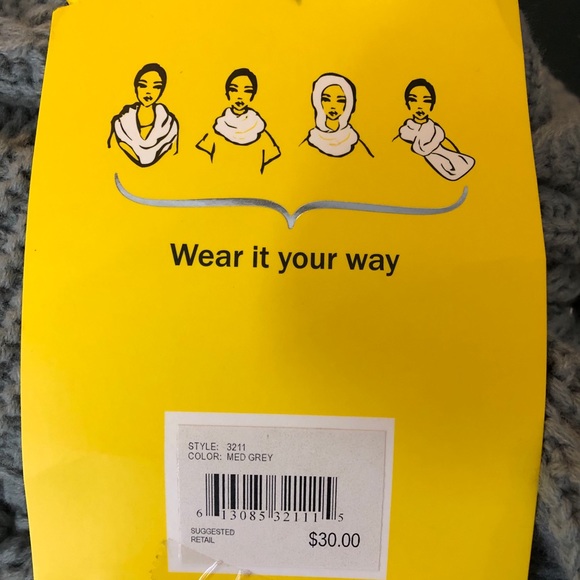 Wear it your way
STYLE: 3211
COLOR: MED GREY
6 13085 32111 5
SUGGESTED
RETAIL $30.00